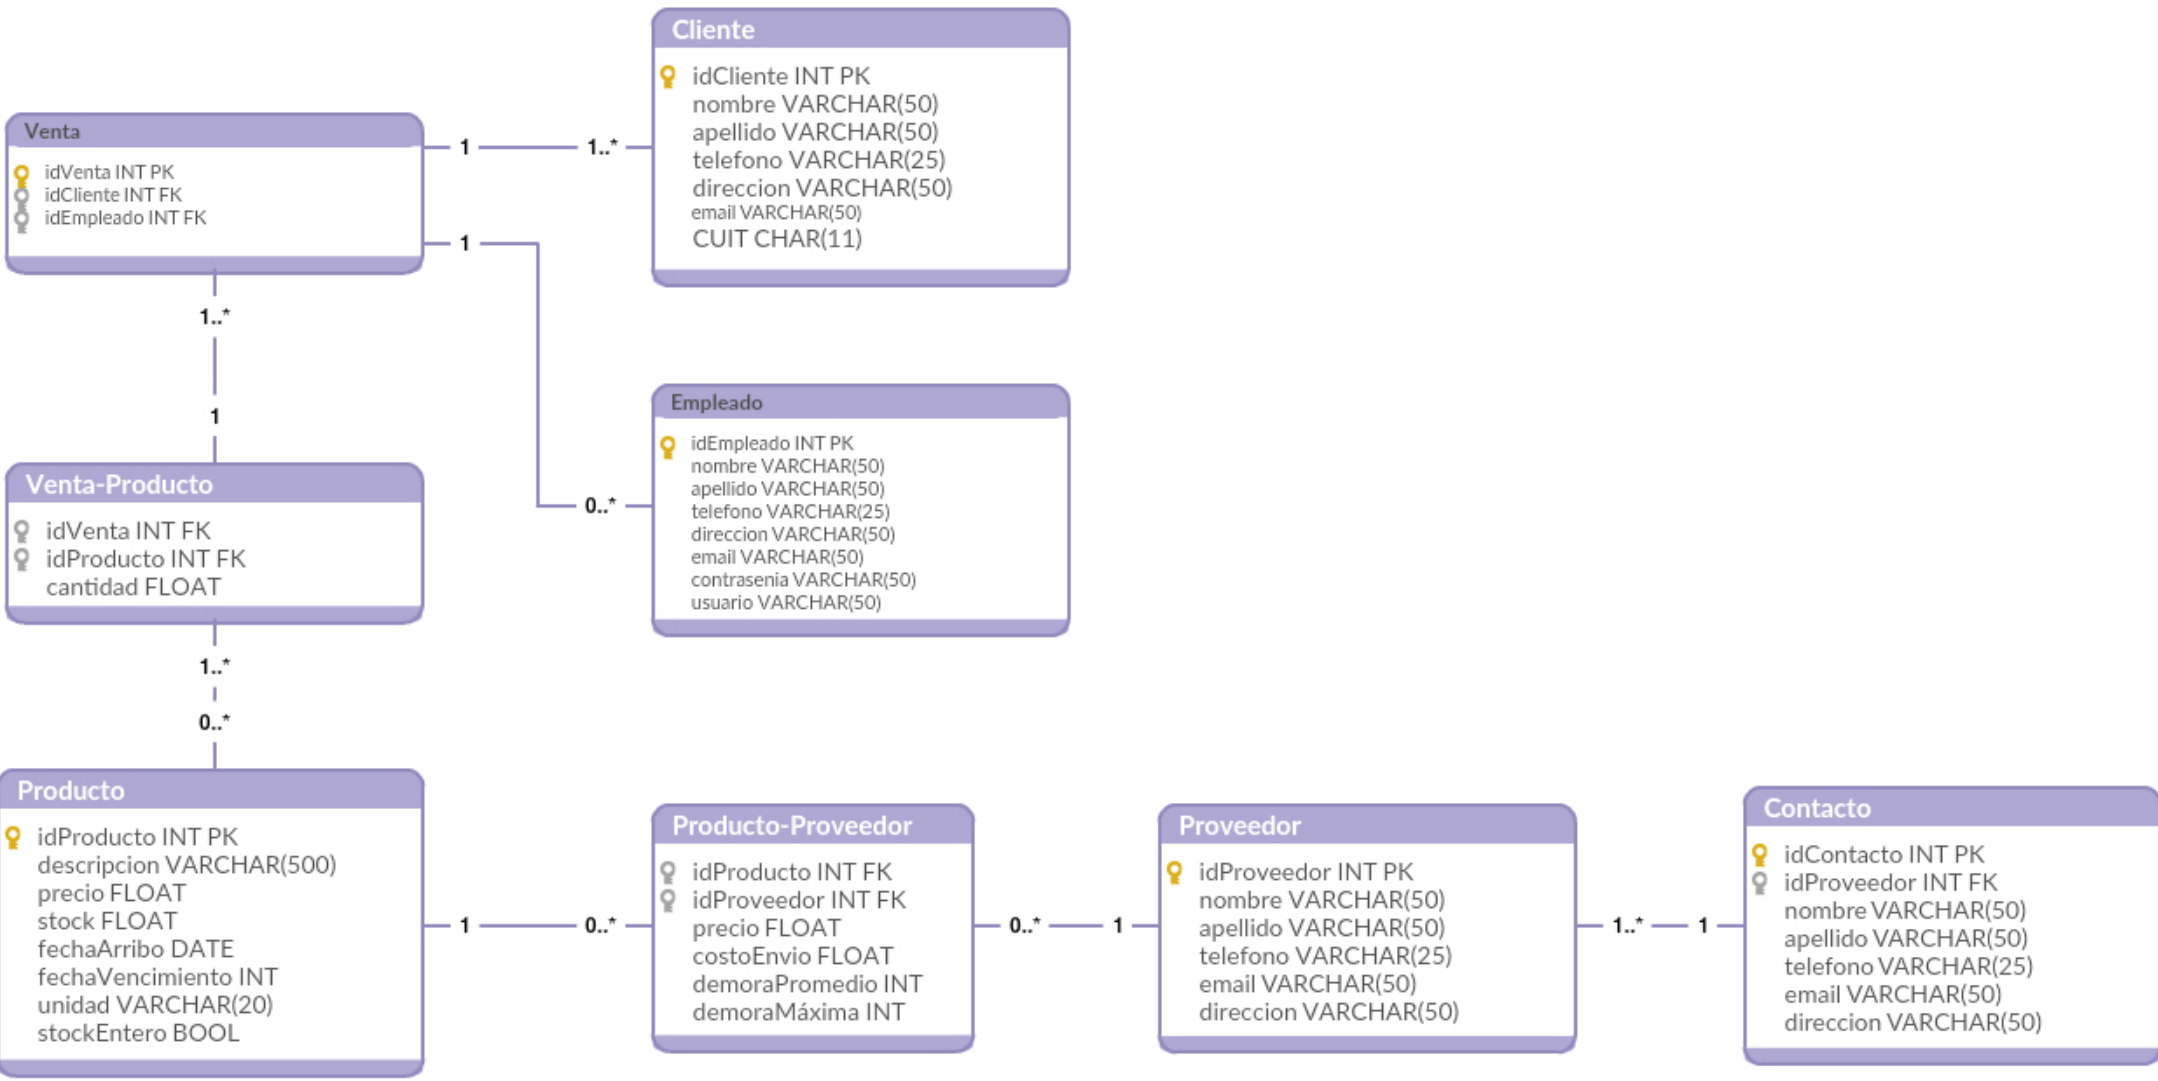 Cliente
idCliente INT PK
nombre VARCHAR(50)
apellido VARCHAR(50)
telefono VARCHAR(25)
direccion VARCHAR(50)
email VARCHAR(50)
CUIT CHAR(11)
Venta
idVenta INT PK
idCliente INT FK
idEmpleado INT FK
1
1..*
1
0..*
1..*
1
Empleado
idEmpleado INT PK
nombre VARCHAR(50)
apellido VARCHAR(50)
telefono VARCHAR(25)
direccion VARCHAR(50)
email VARCHAR(50)
contrasenia VARCHAR(50)
usuario VARCHAR(50)
Venta-Producto
idVenta INT FK
idProducto INT FK
cantidad FLOAT
1..*
0..*
Producto
idProducto INT PK
descripcion VARCHAR(500)
precio FLOAT
stock FLOAT
fechaArribo DATE
fechaVencimiento INT
unidad VARCHAR(20)
stockEntero BOOL
1
0..*
Producto-Proveedor
idProducto INT FK
idProveedor INT FK
precio FLOAT
costoEnvio FLOAT
demoraPromedio INT
demoraMáxima INT
0..*
1
Proveedor
idProveedor INT PK
nombre VARCHAR(50)
apellido VARCHAR(50)
telefono VARCHAR(25)
email VARCHAR(50)
direccion VARCHAR(50)
1..*
1
Contacto
idContacto INT PK
idProveedor INT FK
nombre VARCHAR(50)
apellido VARCHAR(50)
telefono VARCHAR(25)
email VARCHAR(50)
direccion VARCHAR(50)